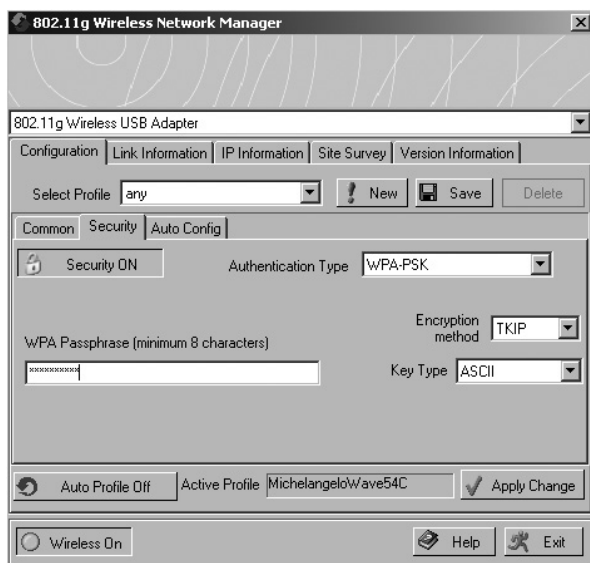 802.11g Wireless Network Manager
802.11g Wireless USB Adapter
Configuration Link Information IP Information Site Survey Version Information
Select Profile any New Save Delete
Common Security Auto Config
Security ON Authentication Type WPA-PSK
Encryption method TKIP
WPA Passphrase (minimum 8 characters)
********** Key Type ASCII
Auto Profile Off Active Profile MichelangeloWave54C Apply Change
Wireless On Help Exit